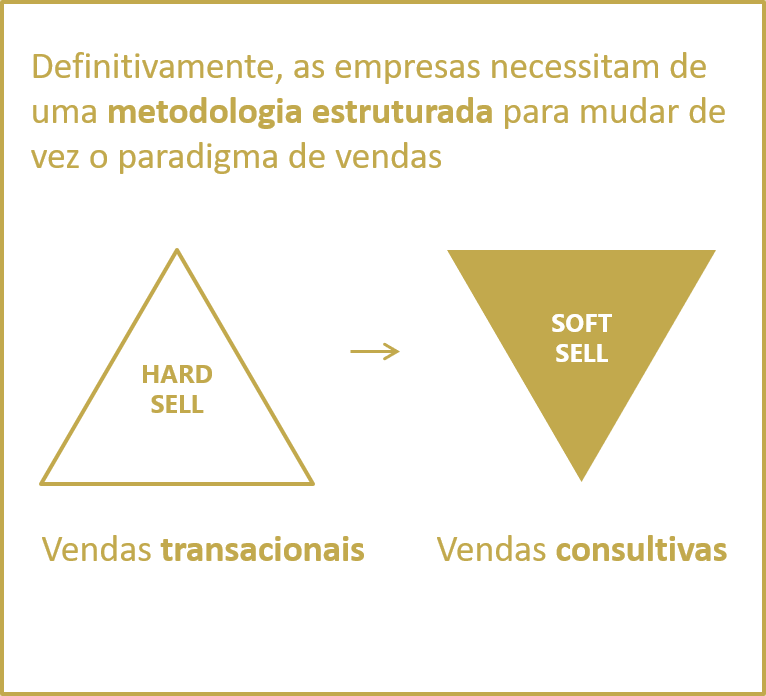 Definitivamente, as empresas necessitam de
uma metodologia estruturada para mudar de
vez o paradigma de vendas
HARD
SELL
SOFT
SELL
Vendas transacionais
Vendas consultivas